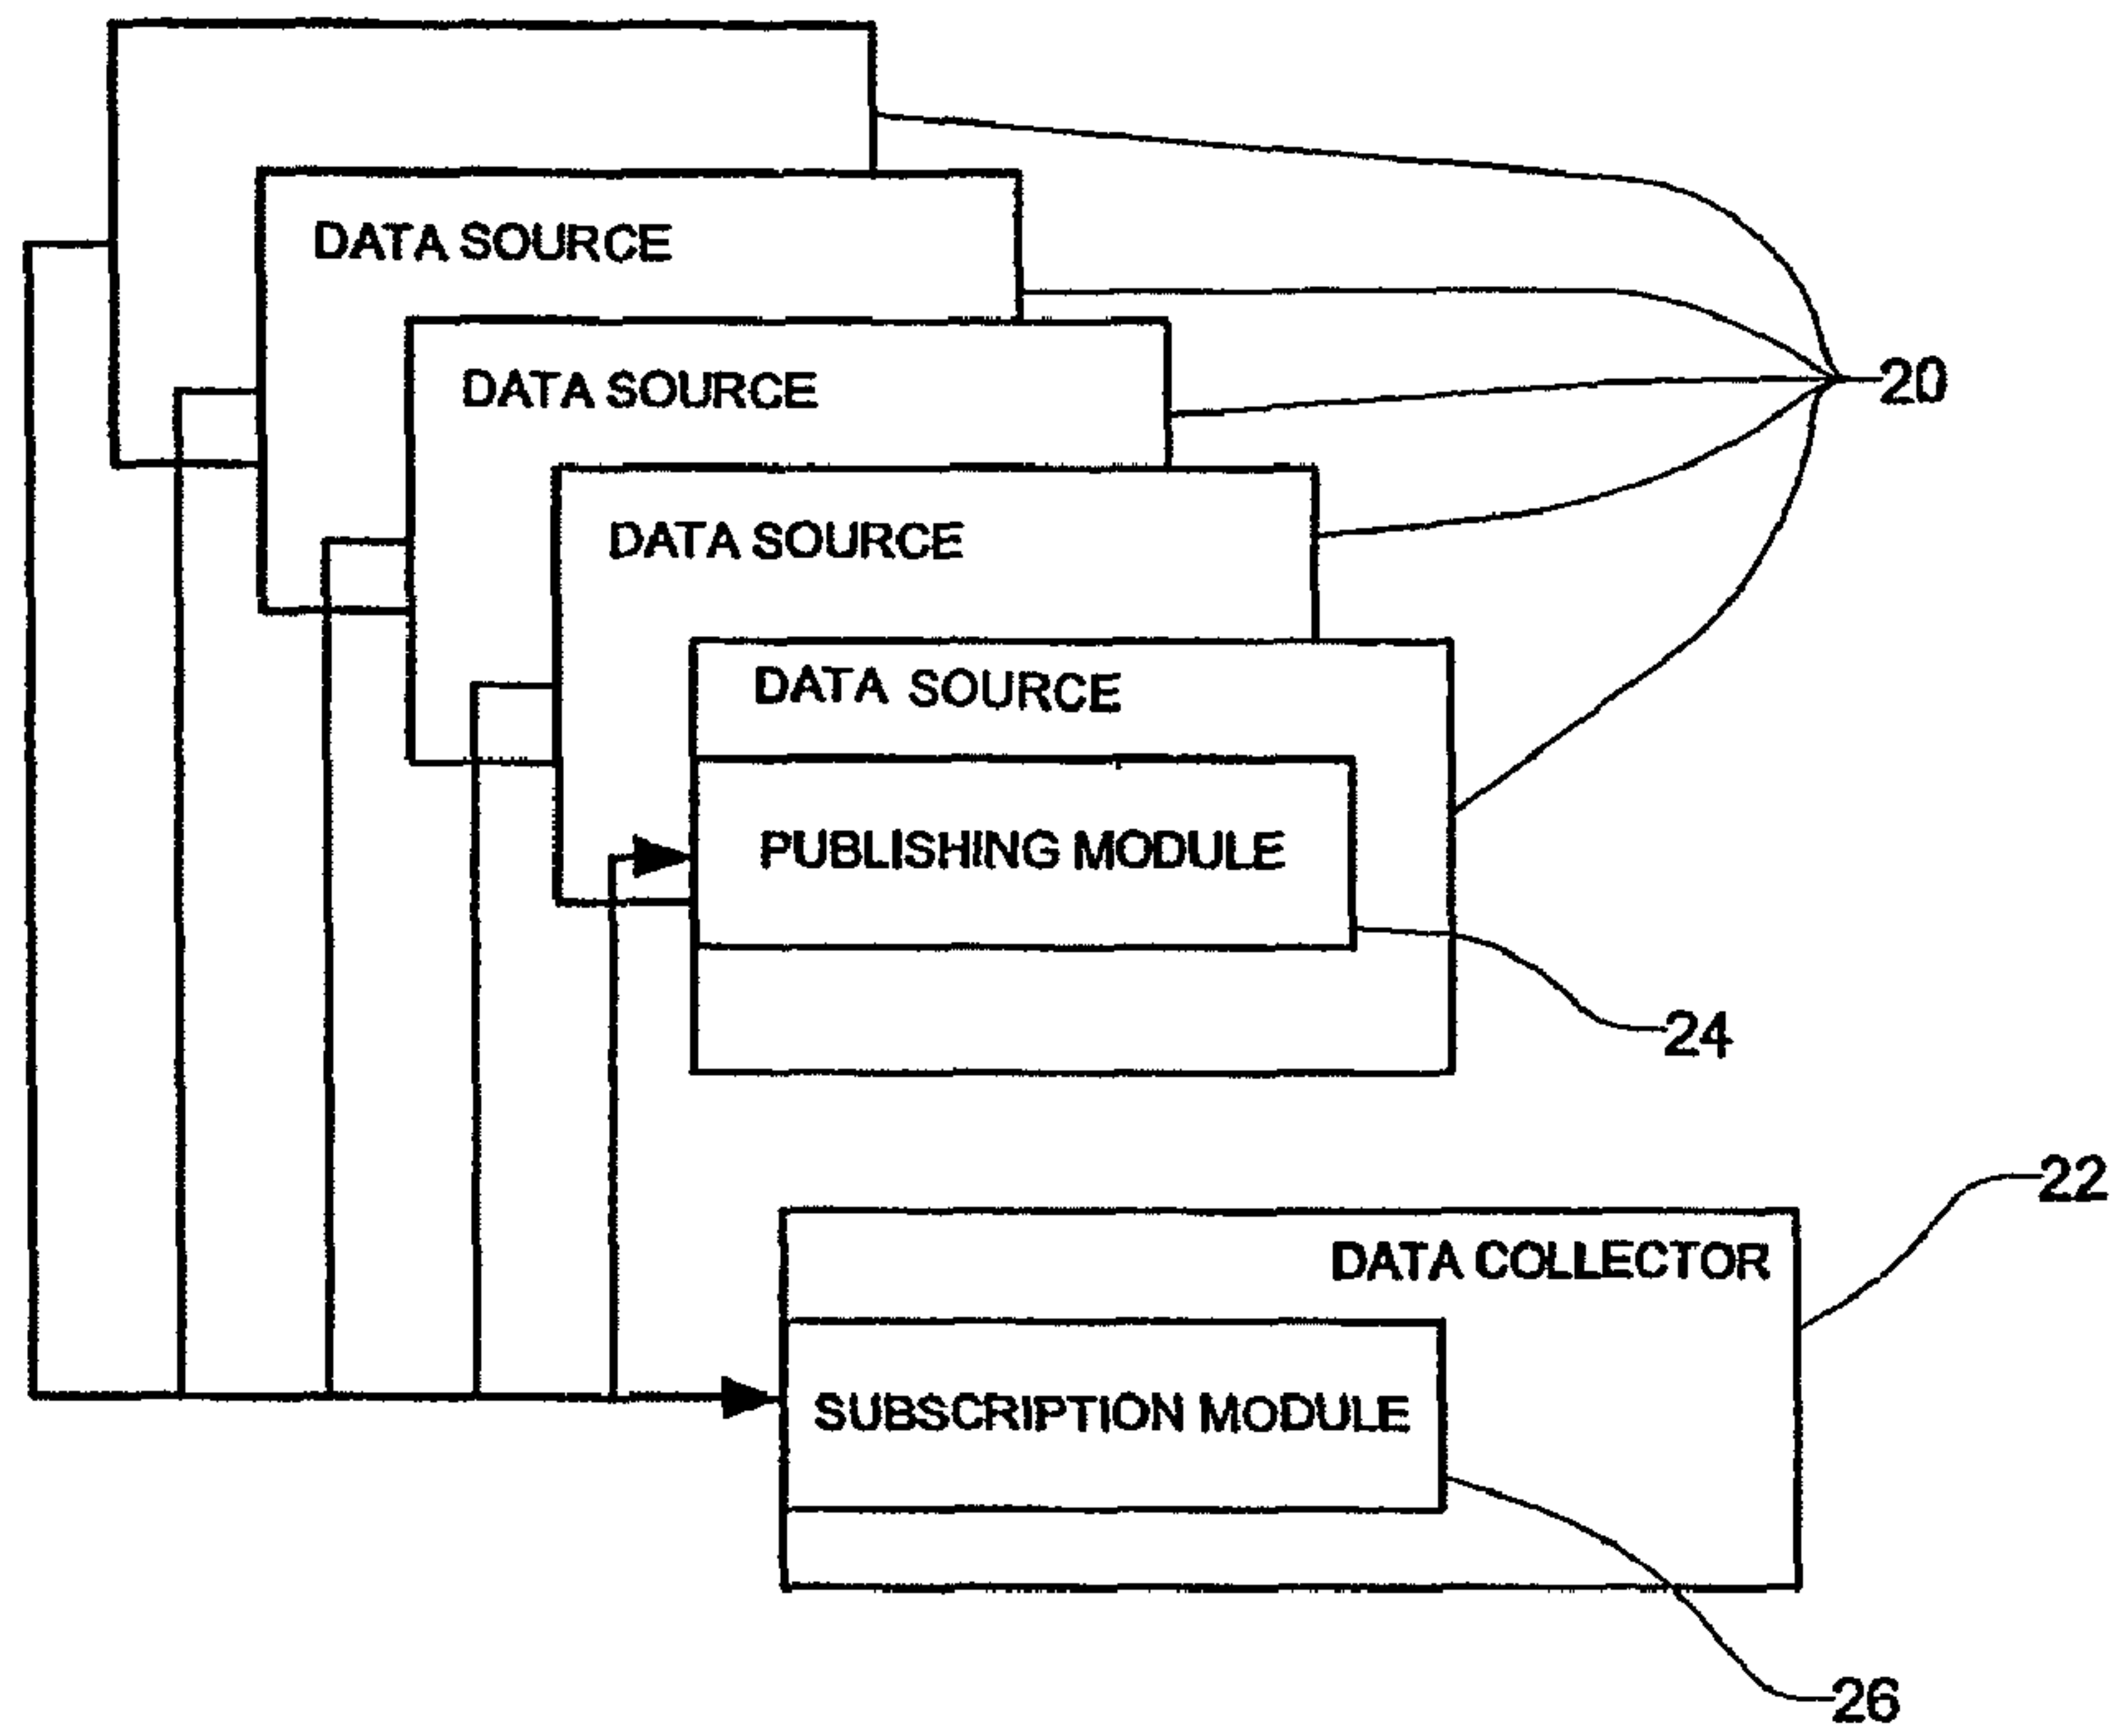 DATA SOURCE
DATA SOURCE
20
DATA SOURCE
DATA SOURCE
PUBLISHING MODULE
24
22
DATA COLLECTOR
SUBSCRIPTION MODULE
26